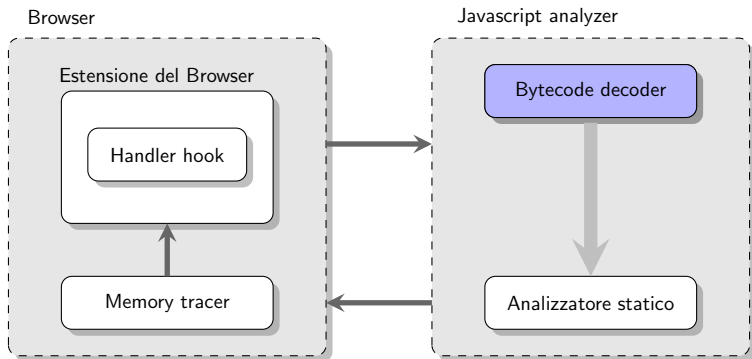 Browser
Estensione del Browser
Handler hook
Memory tracer
Javascript analyzer
Bytecode decoder
Analizzatore statico